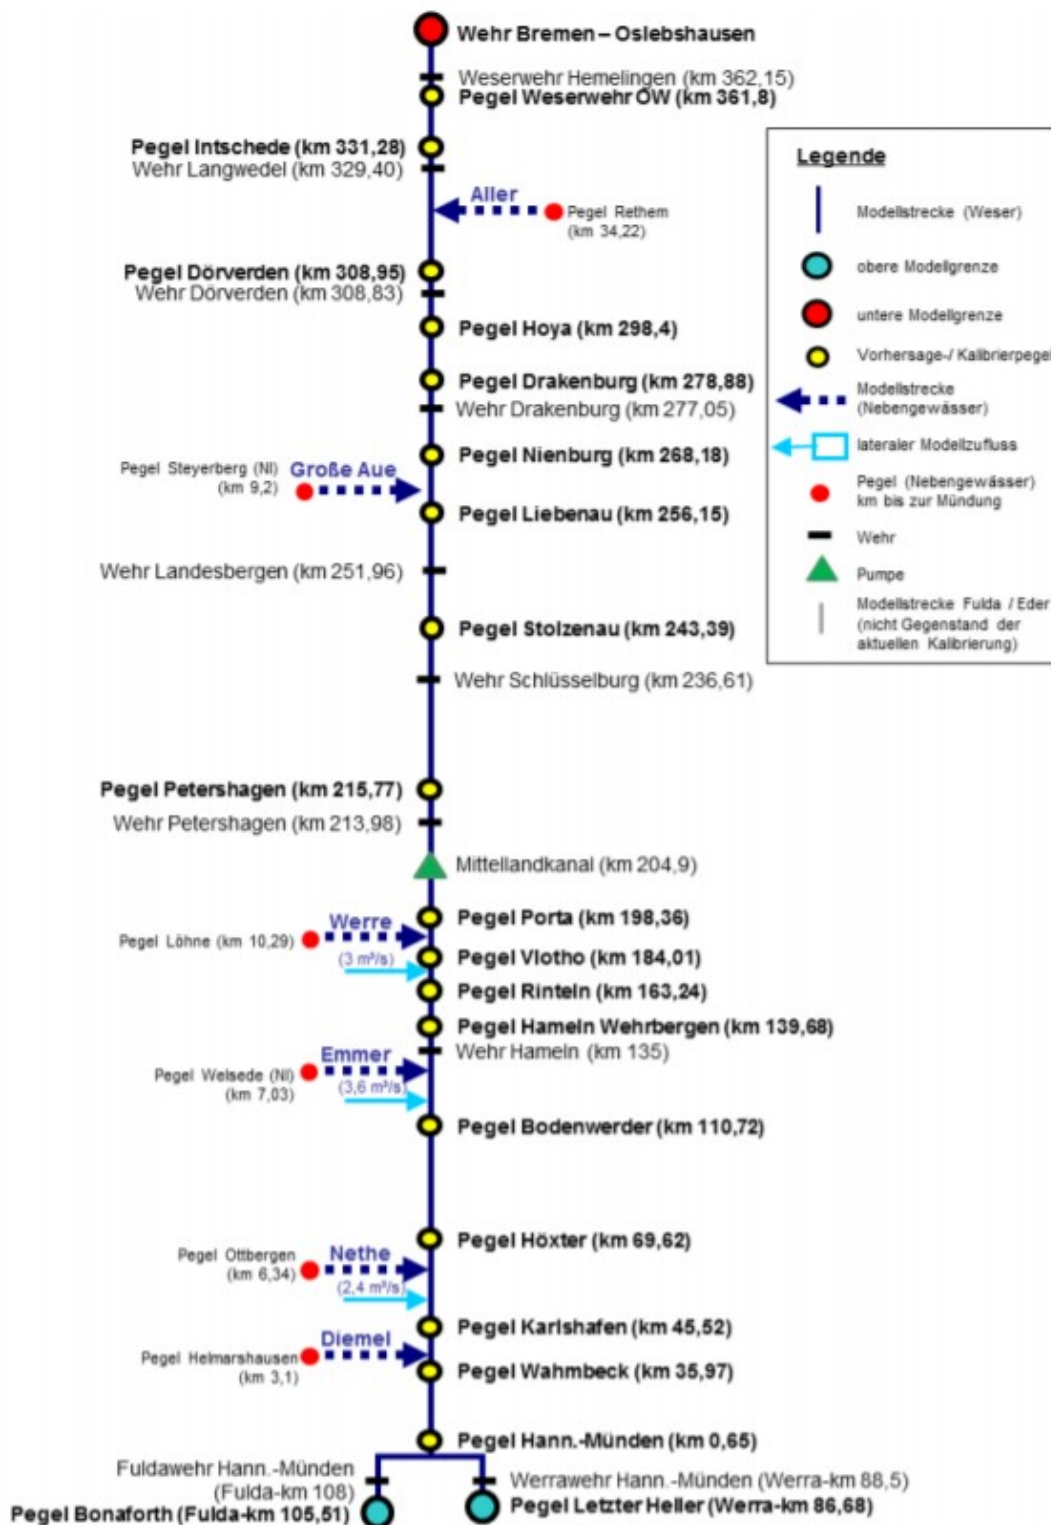 Wehr Bremen – Oslebshausen
Weserwehr Hemelingen (km 362,15)
Pegel Weserwehr OW (km 361,8)
Pegel Intschede (km 331,28)
Wehr Langwedel (km 329,40)
Aller
Pegel Rethem
(km 34,22)
Pegel Dörverden (km 308,95)
Wehr Dörverden (km 308,83)
Pegel Hoya (km 298,4)
Pegel Drakenburg (km 278,88)
Wehr Drakenburg (km 277,05)
Pegel Nienburg (km 268,18)
Pegel Steyerberg (NI)
(km 9,2)
Große Aue
Pegel Liebenau (km 256,15)
Wehr Landesbergen (km 251,96)
Pegel Stolzenau (km 243,39)
Wehr Schlüsselburg (km 236,61)
Pegel Petershagen (km 215,77)
Wehr Petershagen (km 213,98)
Mittellandkanal (km 204,9)
Pegel Porta (km 198,36)
Werre
Pegel Löhne (km 10,29)
(3 m³/s)
Pegel Vlotho (km 184,01)
Pegel Rinteln (km 163,24)
Pegel Hameln Wehrbergen (km 139,68)
Wehr Hameln (km 135)
Emmer
Pegel Welsede (NI)
(km 7,03)
(3,6 m³/s)
Pegel Bodenwerder (km 110,72)
Pegel Höxter (km 69,62)
Pegel Ottbergen
(km 6,34)
Nethe
(2,4 m³/s)
Pegel Karlshafen (km 45,52)
Diemel
Pegel Helmarshausen
(km 3,1)
Pegel Wahmbeck (km 35,97)
Pegel Hann.-Münden (km 0,65)
Fuldawehr Hann.-Münden
(Fulda-km 108)
Pegel Bonaforth (Fulda-km 105,51)
Werrawehr Hann.-Münden (Werra-km 88,5)
Pegel Letzter Heller (Werra-km 86,68)
Legende
Modellstrecke (Weser)
obere Modellgrenze
untere Modellgrenze
Vorhersage-/ Kalibrierpegel
Modellstrecke
(Nebengewässer)
lateraler Modellzufluss
Pegel (Nebengewässer)
km bis zur Mündung
Wehr
Pumpe
Modellstrecke Fulda / Eder
(nicht Gegenstand der
aktuellen Kalibrierung)